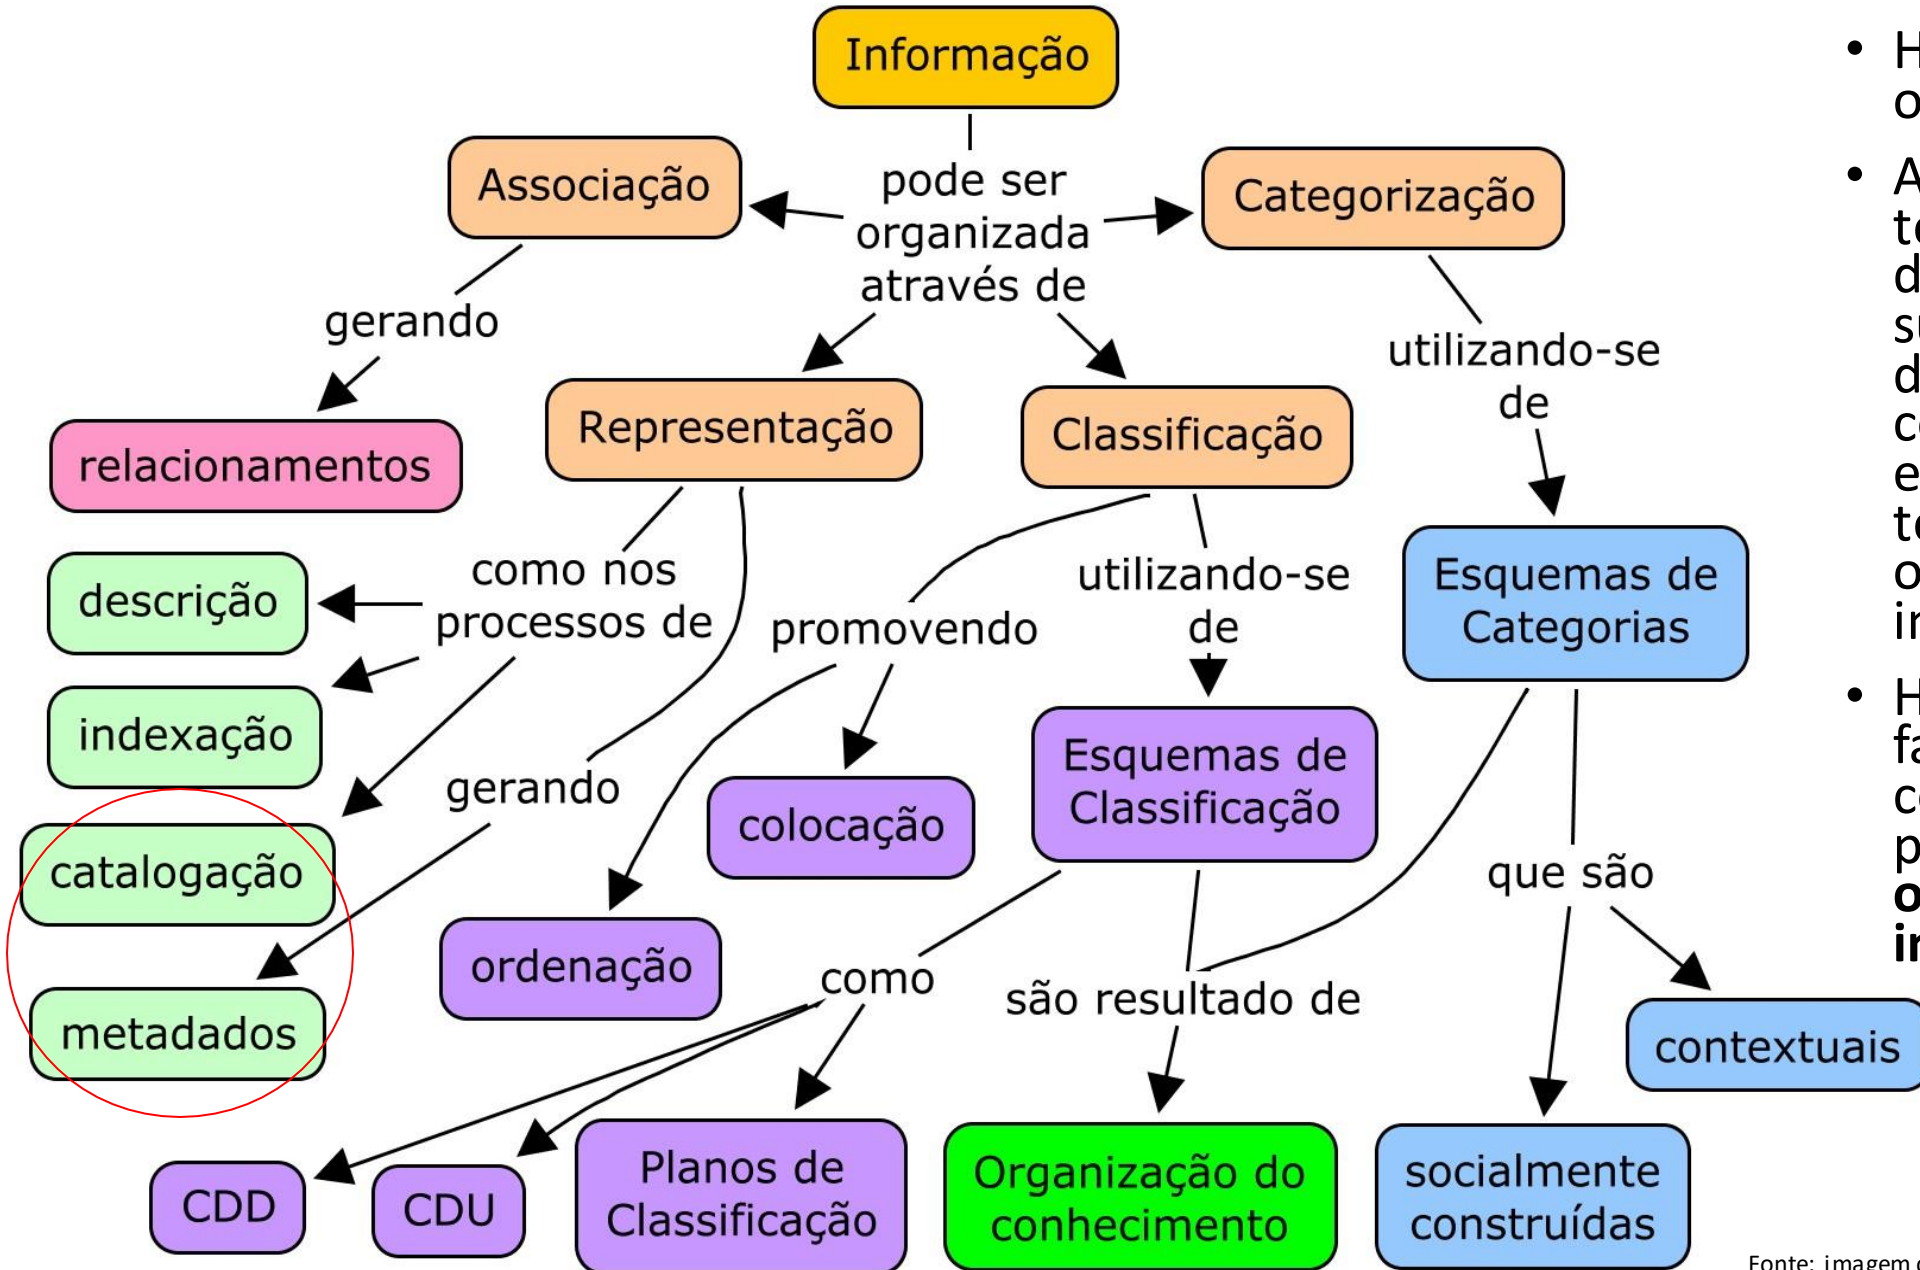 Informação
Associação
pode ser
organizada
através de
Categorização
gerando
utilizando-se
de
relacionamentos
Representação
Classificação
descrição
como nos
processos de
utilizando-se
de
Esquemas de
Categorias
promovendo
indexação
gerando
colocação
Esquemas de
Classificação
catalogação
que são
ordenação
como
são resultado de
metadados
contextuais
CDD
CDU
Planos de
Classificação
Organização do
conhecimento
socialmente
construídas
Fonte: imagem